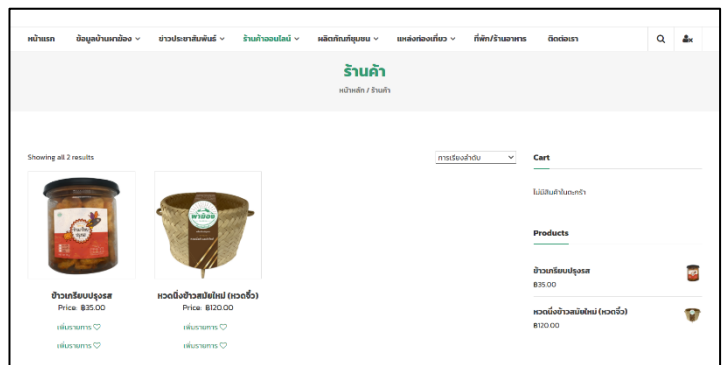 หน้าแรก ข้อมูลบ้านผาน้อง ข่าวประชาสัมพันธ์ ร้านค้าออนไลน์ ผลิตภัณฑ์ชุมชน แหล่งท่องเที่ยว ที่พัก/ร้านอาหาร ติดต่อเรา
ร้านค้า
หน้าหลัก / ร้านค้า
Showing all 2 results
การเรียงลำดับ
Cart
ไม่มีสินค้าในตะกร้า
Products
ข้าวเกรียบปรุงรส
฿35.00
หวดนึ่งข้าวสมัยใหม่ (หวดจิ๋ว)
฿120.00
ข้าวเกรียบปรุงรส
Price: ฿35.00
เพิ่มรายการ
เพิ่มรายการ
หวดนึ่งข้าวสมัยใหม่ (หวดจิ๋ว)
Price: ฿120.00
เพิ่มรายการ
เพิ่มรายการ